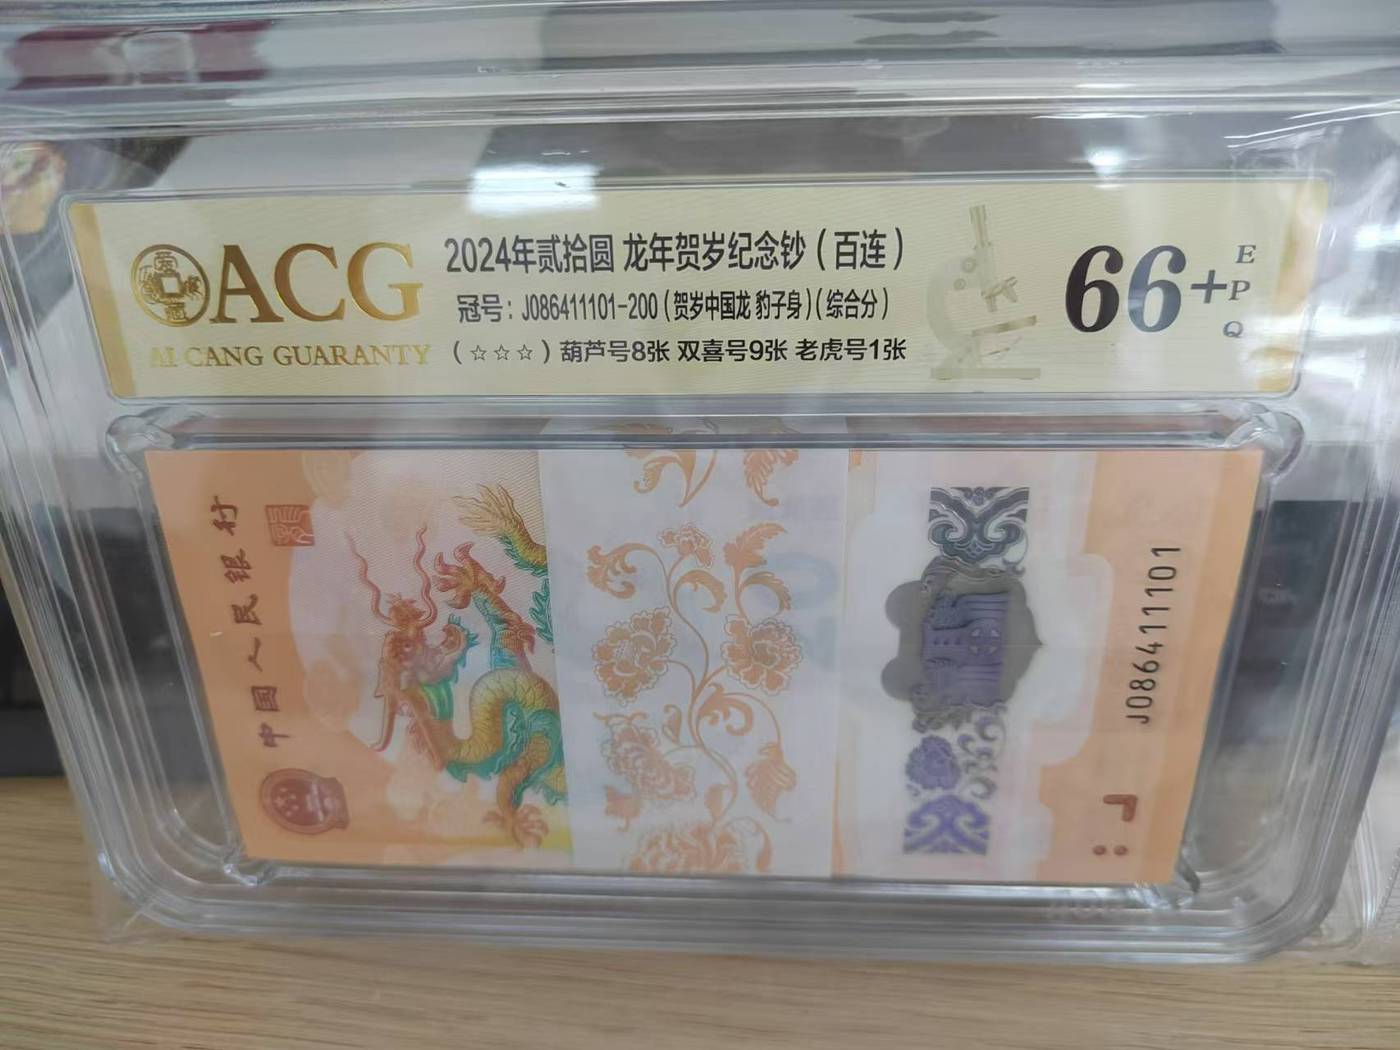 ACG
AI CANG GUARANTY
2024年贰拾圆 龙年贺岁纪念钞(百连)
冠号:J086411101-200(贺岁中国龙 豹子身)(综合分)
(☆☆☆)葫芦号8张 双喜号9张 老虎号1张
66+
E
P
Q
中国人民银行
J086411101